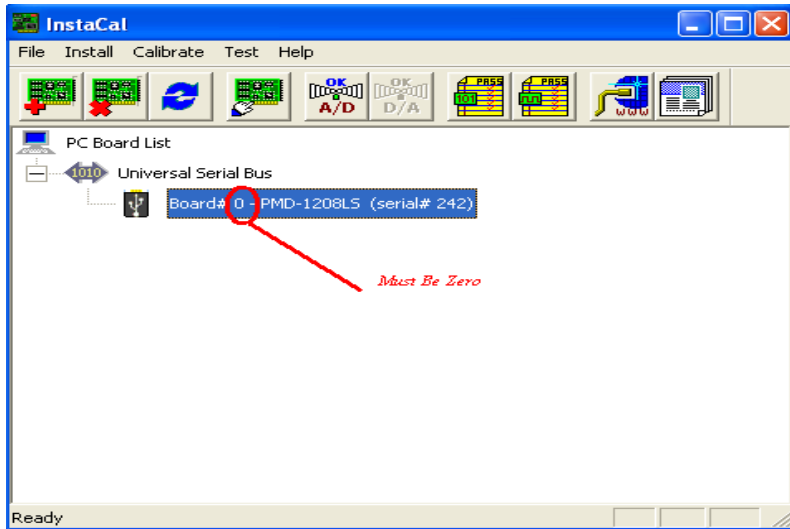 InstaCal
File Install Calibrate Test Help
OK A/D
OK D/A
PASS 101
PASS
WWW
PC Board List
1010 Universal Serial Bus
Board# 0 - PMD-1208LS (serial# 242)
Must Be Zero
Ready